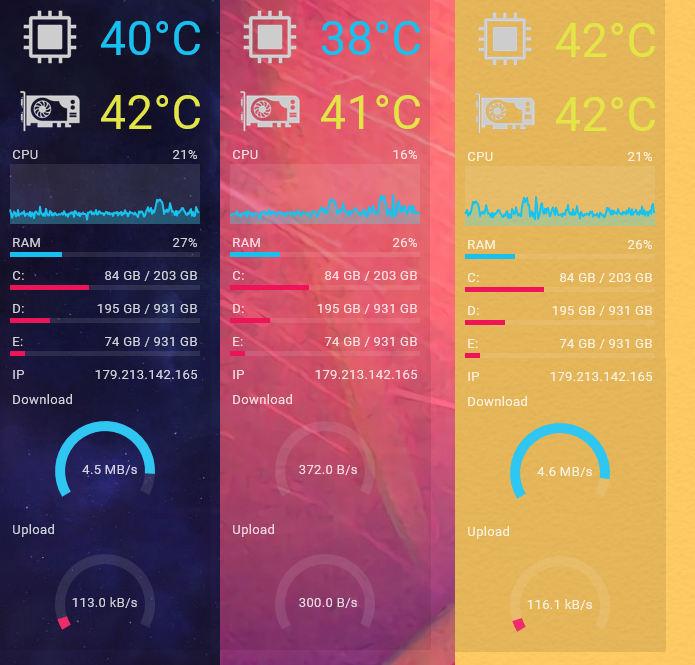 40°C
42°C
CPU 21%
RAM 27%
C: 84 GB / 203 GB
D: 195 GB / 931 GB
E: 74 GB / 931 GB
IP 179.213.142.165
Download
4.5 MB/s
Upload
113.0 kB/s
38°C
41°C
CPU 16%
RAM 26%
C: 84 GB / 203 GB
D: 195 GB / 931 GB
E: 74 GB / 931 GB
IP 179.213.142.165
Download
372.0 B/s
Upload
300.0 B/s
42°C
42°C
CPU 21%
RAM 26%
C: 84 GB / 203 GB
D: 195 GB / 931 GB
E: 74 GB / 931 GB
IP 179.213.142.165
Download
4.6 MB/s
Upload
116.1 kB/s